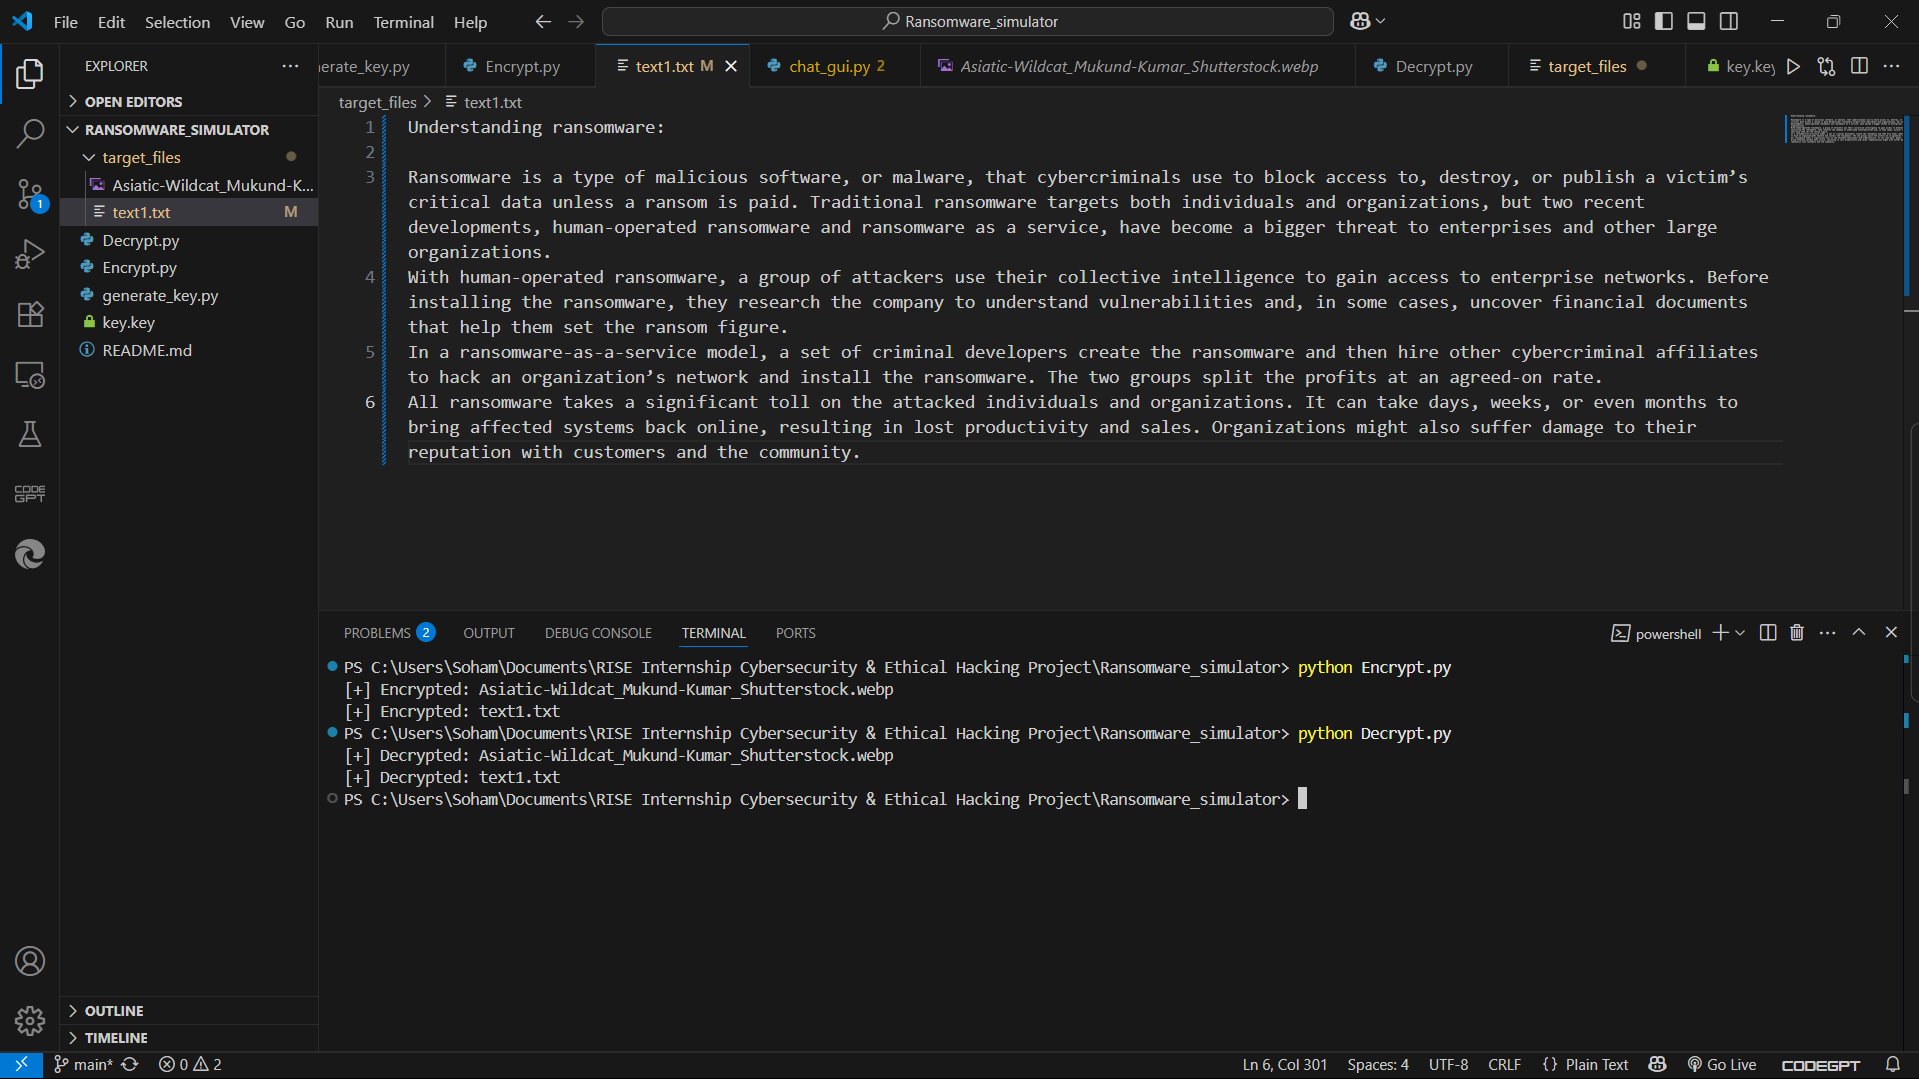 File Edit Selection View Go Run Terminal Help
Ransomware_simulator
EXPLORER
OPEN EDITORS
RANSOMWARE_SIMULATOR
target_files
Asiatic-Wildcat_Mukund-K...
text1.txt M
Decrypt.py
Encrypt.py
generate_key.py
key.key
README.md
OUTLINE
TIMELINE
1
CODE
GPT
erate_key.py Encrypt.py text1.txt M chat_gui.py 2 Asiatic-Wildcat_Mukund-Kumar_Shutterstock.webp Decrypt.py target_files key.key
target_files > text1.txt
1 Understanding ransomware:
2
3 Ransomware is a type of malicious software, or malware, that cybercriminals use to block access to, destroy, or publish a victim’s
critical data unless a ransom is paid. Traditional ransomware targets both individuals and organizations, but two recent
developments, human-operated ransomware and ransomware as a service, have become a bigger threat to enterprises and other large
organizations.
4 With human-operated ransomware, a group of attackers use their collective intelligence to gain access to enterprise networks. Before
installing the ransomware, they research the company to understand vulnerabilities and, in some cases, uncover financial documents
that help them set the ransom figure.
5 In a ransomware-as-a-service model, a set of criminal developers create the ransomware and then hire other cybercriminal affiliates
to hack an organization’s network and install the ransomware. The two groups split the profits at an agreed-on rate.
6 All ransomware takes a significant toll on the attacked individuals and organizations. It can take days, weeks, or even months to
bring affected systems back online, resulting in lost productivity and sales. Organizations might also suffer damage to their
reputation with customers and the community.
PROBLEMS 2 OUTPUT DEBUG CONSOLE TERMINAL PORTS
powershell
PS C:\Users\Soham\Documents\RISE Internship Cybersecurity & Ethical Hacking Project\Ransomware_simulator> python Encrypt.py
[+] Encrypted: Asiatic-Wildcat_Mukund-Kumar_Shutterstock.webp
[+] Encrypted: text1.txt
PS C:\Users\Soham\Documents\RISE Internship Cybersecurity & Ethical Hacking Project\Ransomware_simulator> python Decrypt.py
[+] Decrypted: Asiatic-Wildcat_Mukund-Kumar_Shutterstock.webp
[+] Decrypted: text1.txt
PS C:\Users\Soham\Documents\RISE Internship Cybersecurity & Ethical Hacking Project\Ransomware_simulator>
main* 0 2
Ln 6, Col 301 Spaces: 4 UTF-8 CRLF {} Plain Text Go Live CODEGPT